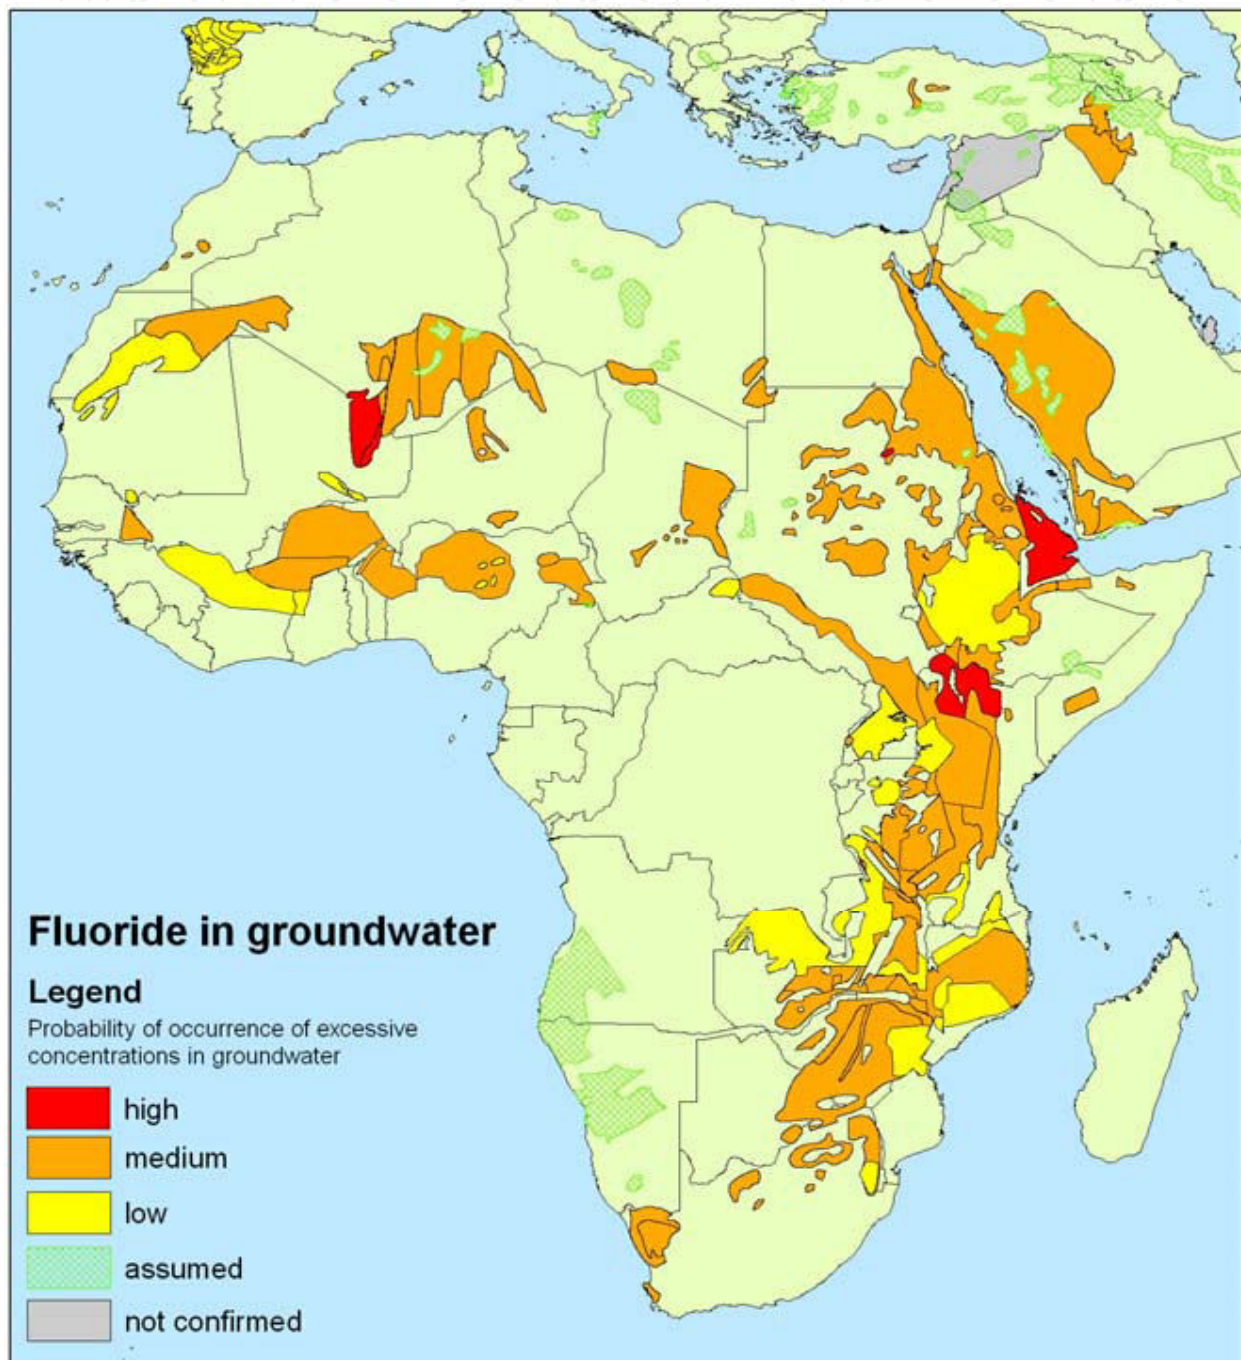 Fluoride in groundwater
Legend
Probability of occurrence of excessive
concentrations in groundwater
high
medium
low
assumed
not confirmed